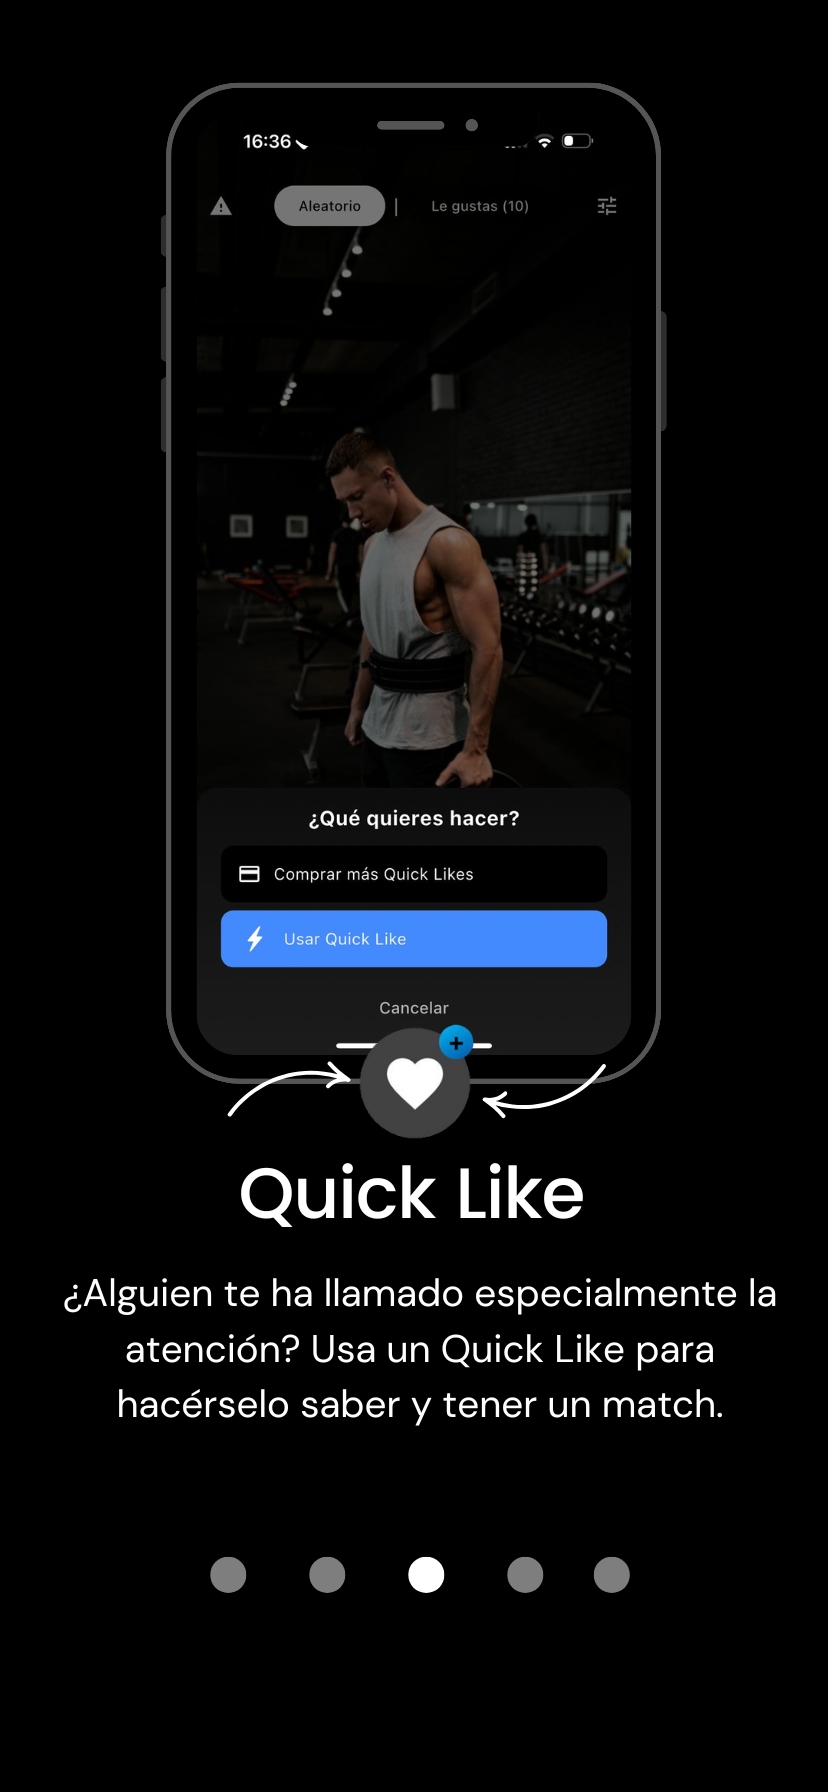 16:36
Aleatorio | Le gustas (10)
¿Qué quieres hacer?
Comprar más Quick Likes
Usar Quick Like
Cancelar
Quick Like
¿Alguien te ha llamado especialmente la
atención? Usa un Quick Like para
hacérselo saber y tener un match.